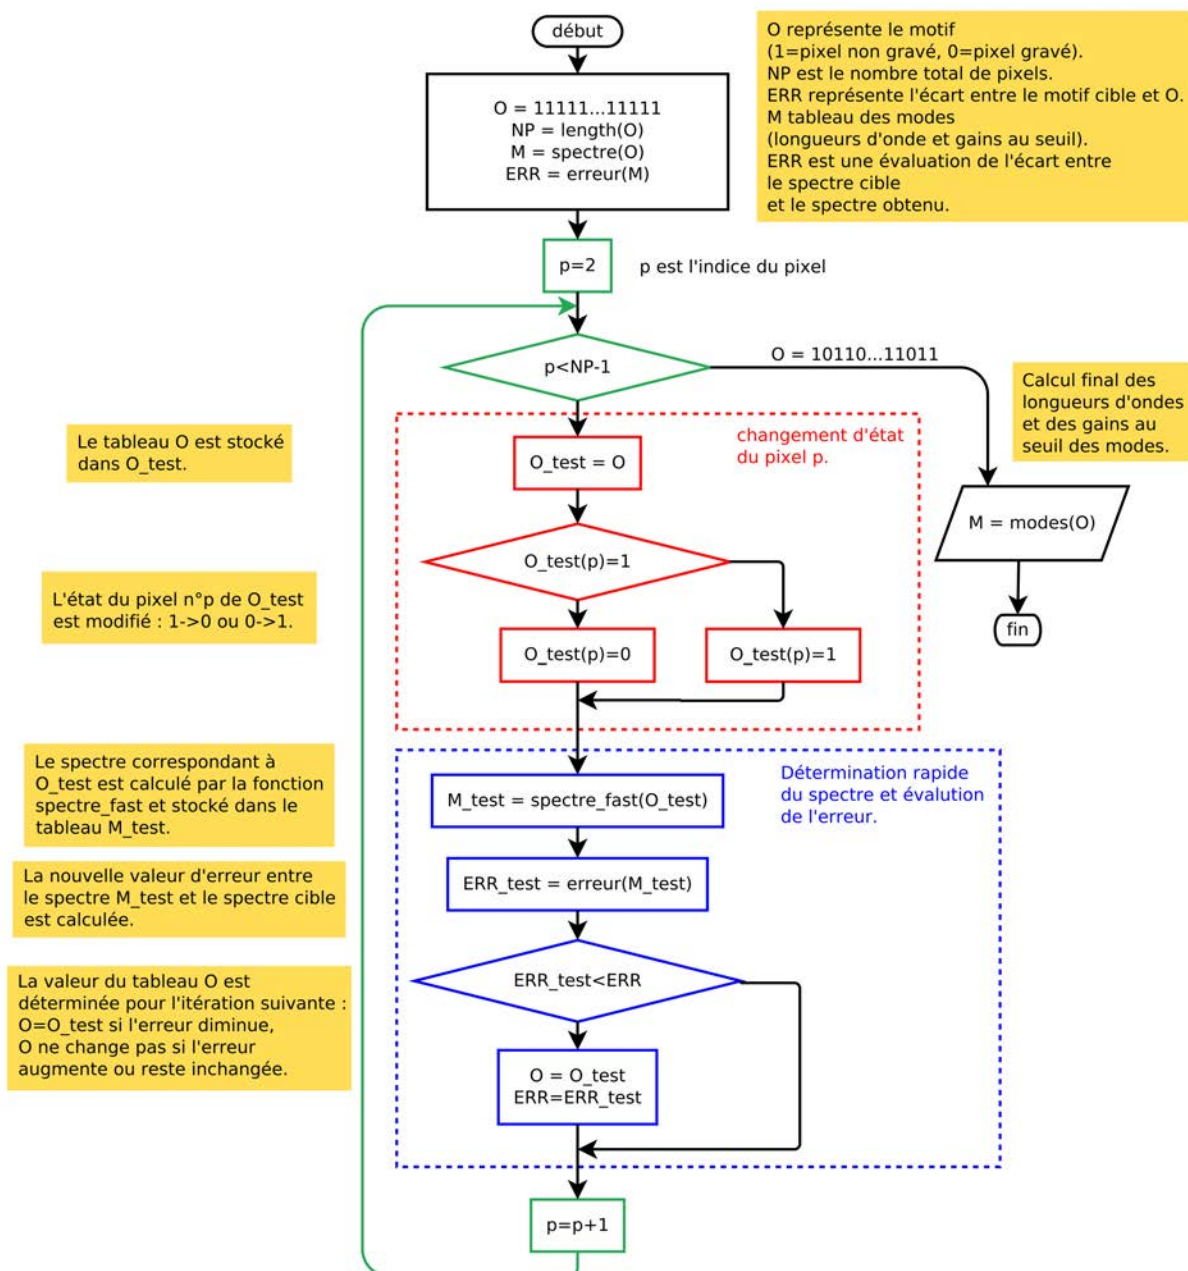 début
O = 11111...11111
NP = length(O)
M = spectre(O)
ERR = erreur(M)
O représente le motif
(1=pixel non gravé, 0=pixel gravé).
NP est le nombre total de pixels.
ERR représente l'écart entre le motif cible et O.
M tableau des modes
(longueurs d'onde et gains au seuil).
ERR est une évaluation de l'écart entre
le spectre cible
et le spectre obtenu.
p=2
p est l'indice du pixel
p<NP-1
O = 10110...11011
Calcul final des
longueurs d'ondes
et des gains au
seuil des modes.
M = modes(O)
fin
changement d'état
du pixel p.
Le tableau O est stocké
dans O_test.
O_test = O
O_test(p)=1
L'état du pixel n°p de O_test
est modifié : 1->0 ou 0->1.
O_test(p)=0
O_test(p)=1
Le spectre correspondant à
O_test est calculé par la fonction
spectre_fast et stocké dans le
tableau M_test.
Détermination rapide
du spectre et évalution
de l'erreur.
M_test = spectre_fast(O_test)
La nouvelle valeur d'erreur entre
le spectre M_test et le spectre cible
est calculée.
ERR_test = erreur(M_test)
La valeur du tableau O est
déterminée pour l'itération suivante :
O=O_test si l'erreur diminue,
O ne change pas si l'erreur
augmente ou reste inchangée.
ERR_test<ERR
O = O_test
ERR=ERR_test
p=p+1